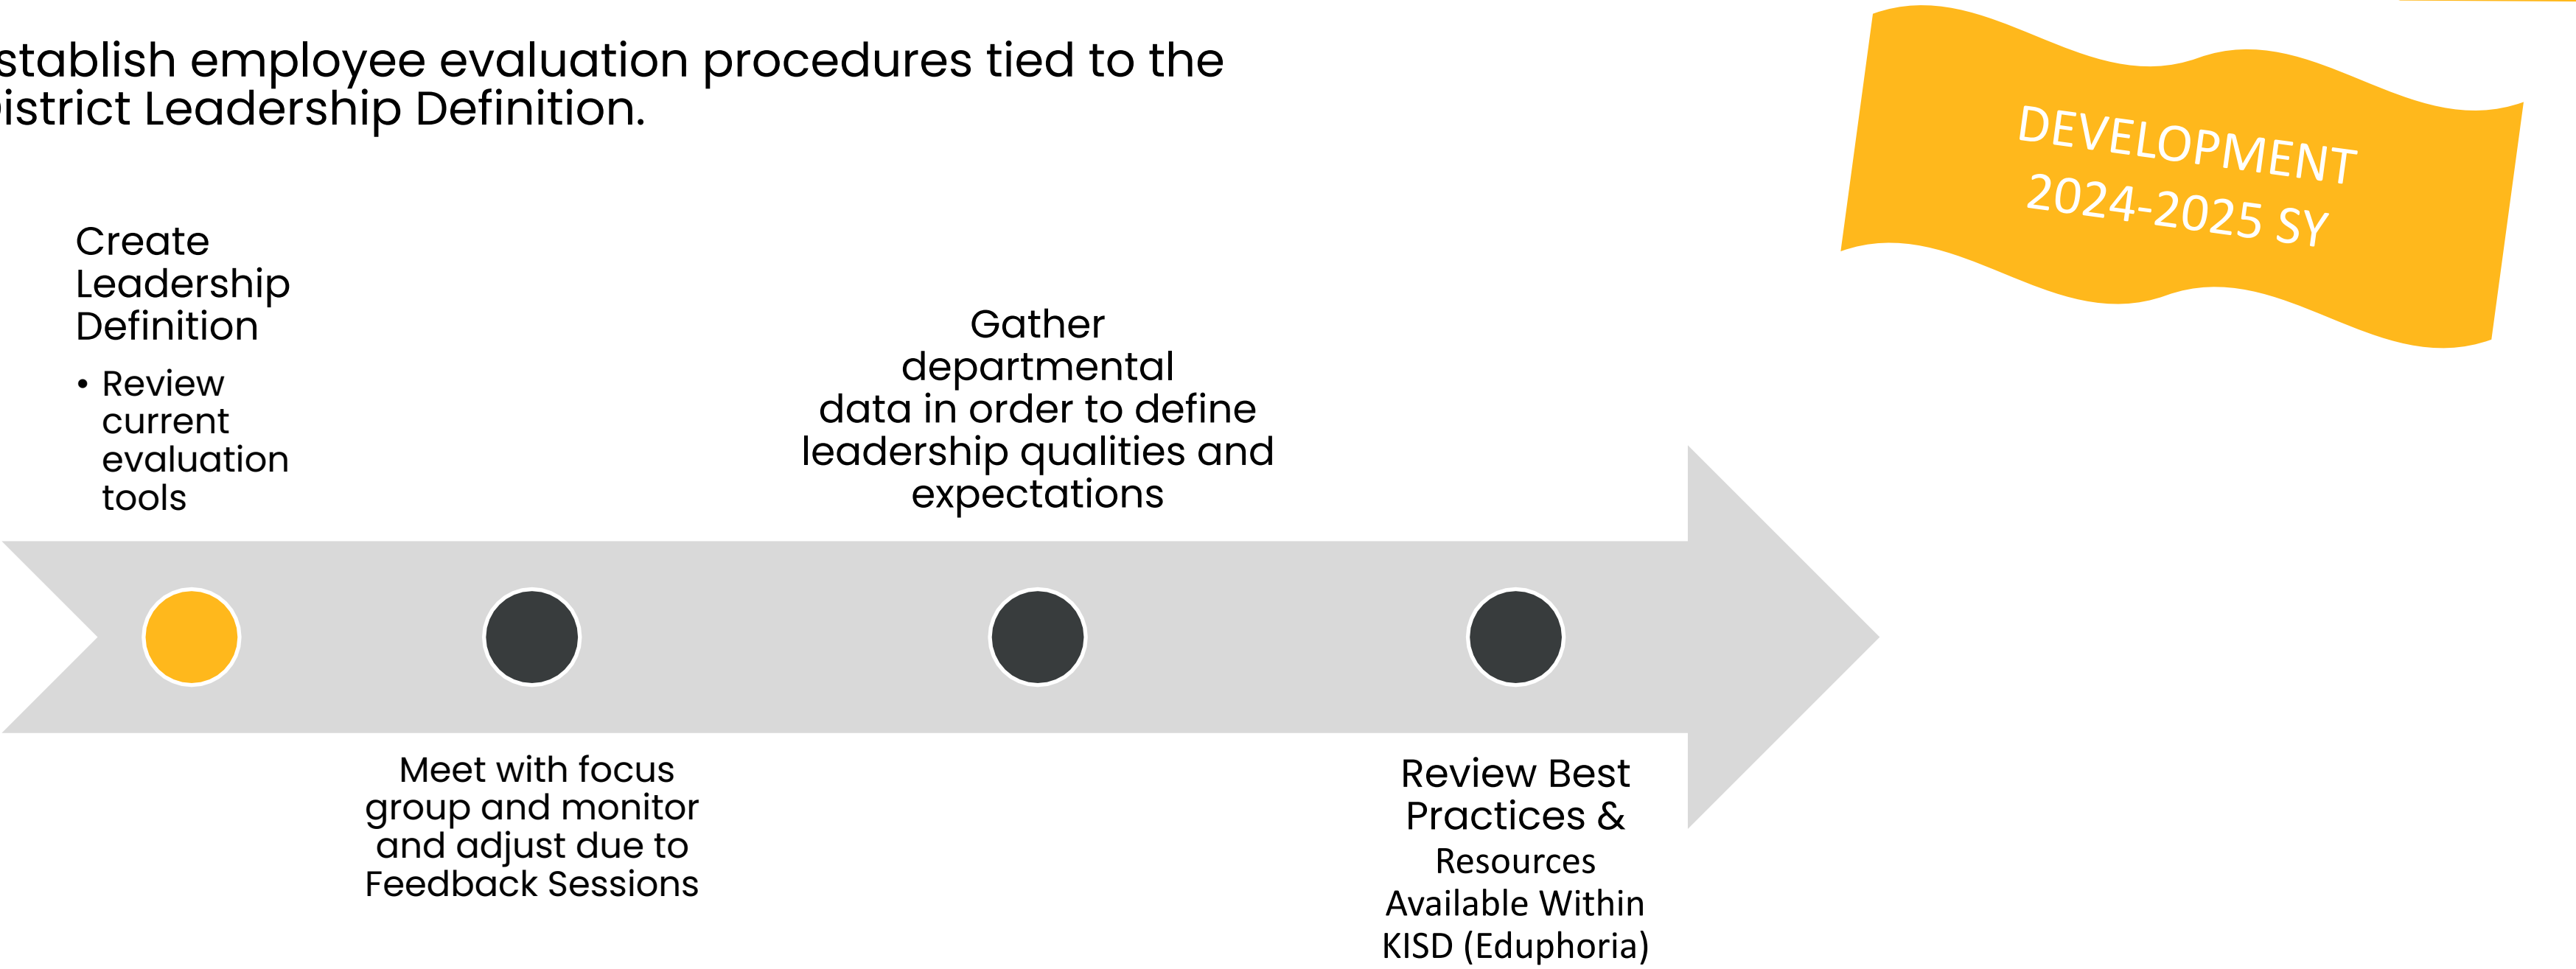 stablish employee evaluation procedures tied to the
istrict Leadership Definition.
DEVELOPMENT
2024-2025 SY
Create
Leadership
Definition
• Review
current
evaluation
tools
Gather
departmental
data in order to define
leadership qualities and
expectations
Meet with focus
group and monitor
and adjust due to
Feedback Sessions
Review Best
Practices &
Resources
Available Within
KISD (Eduphoria)